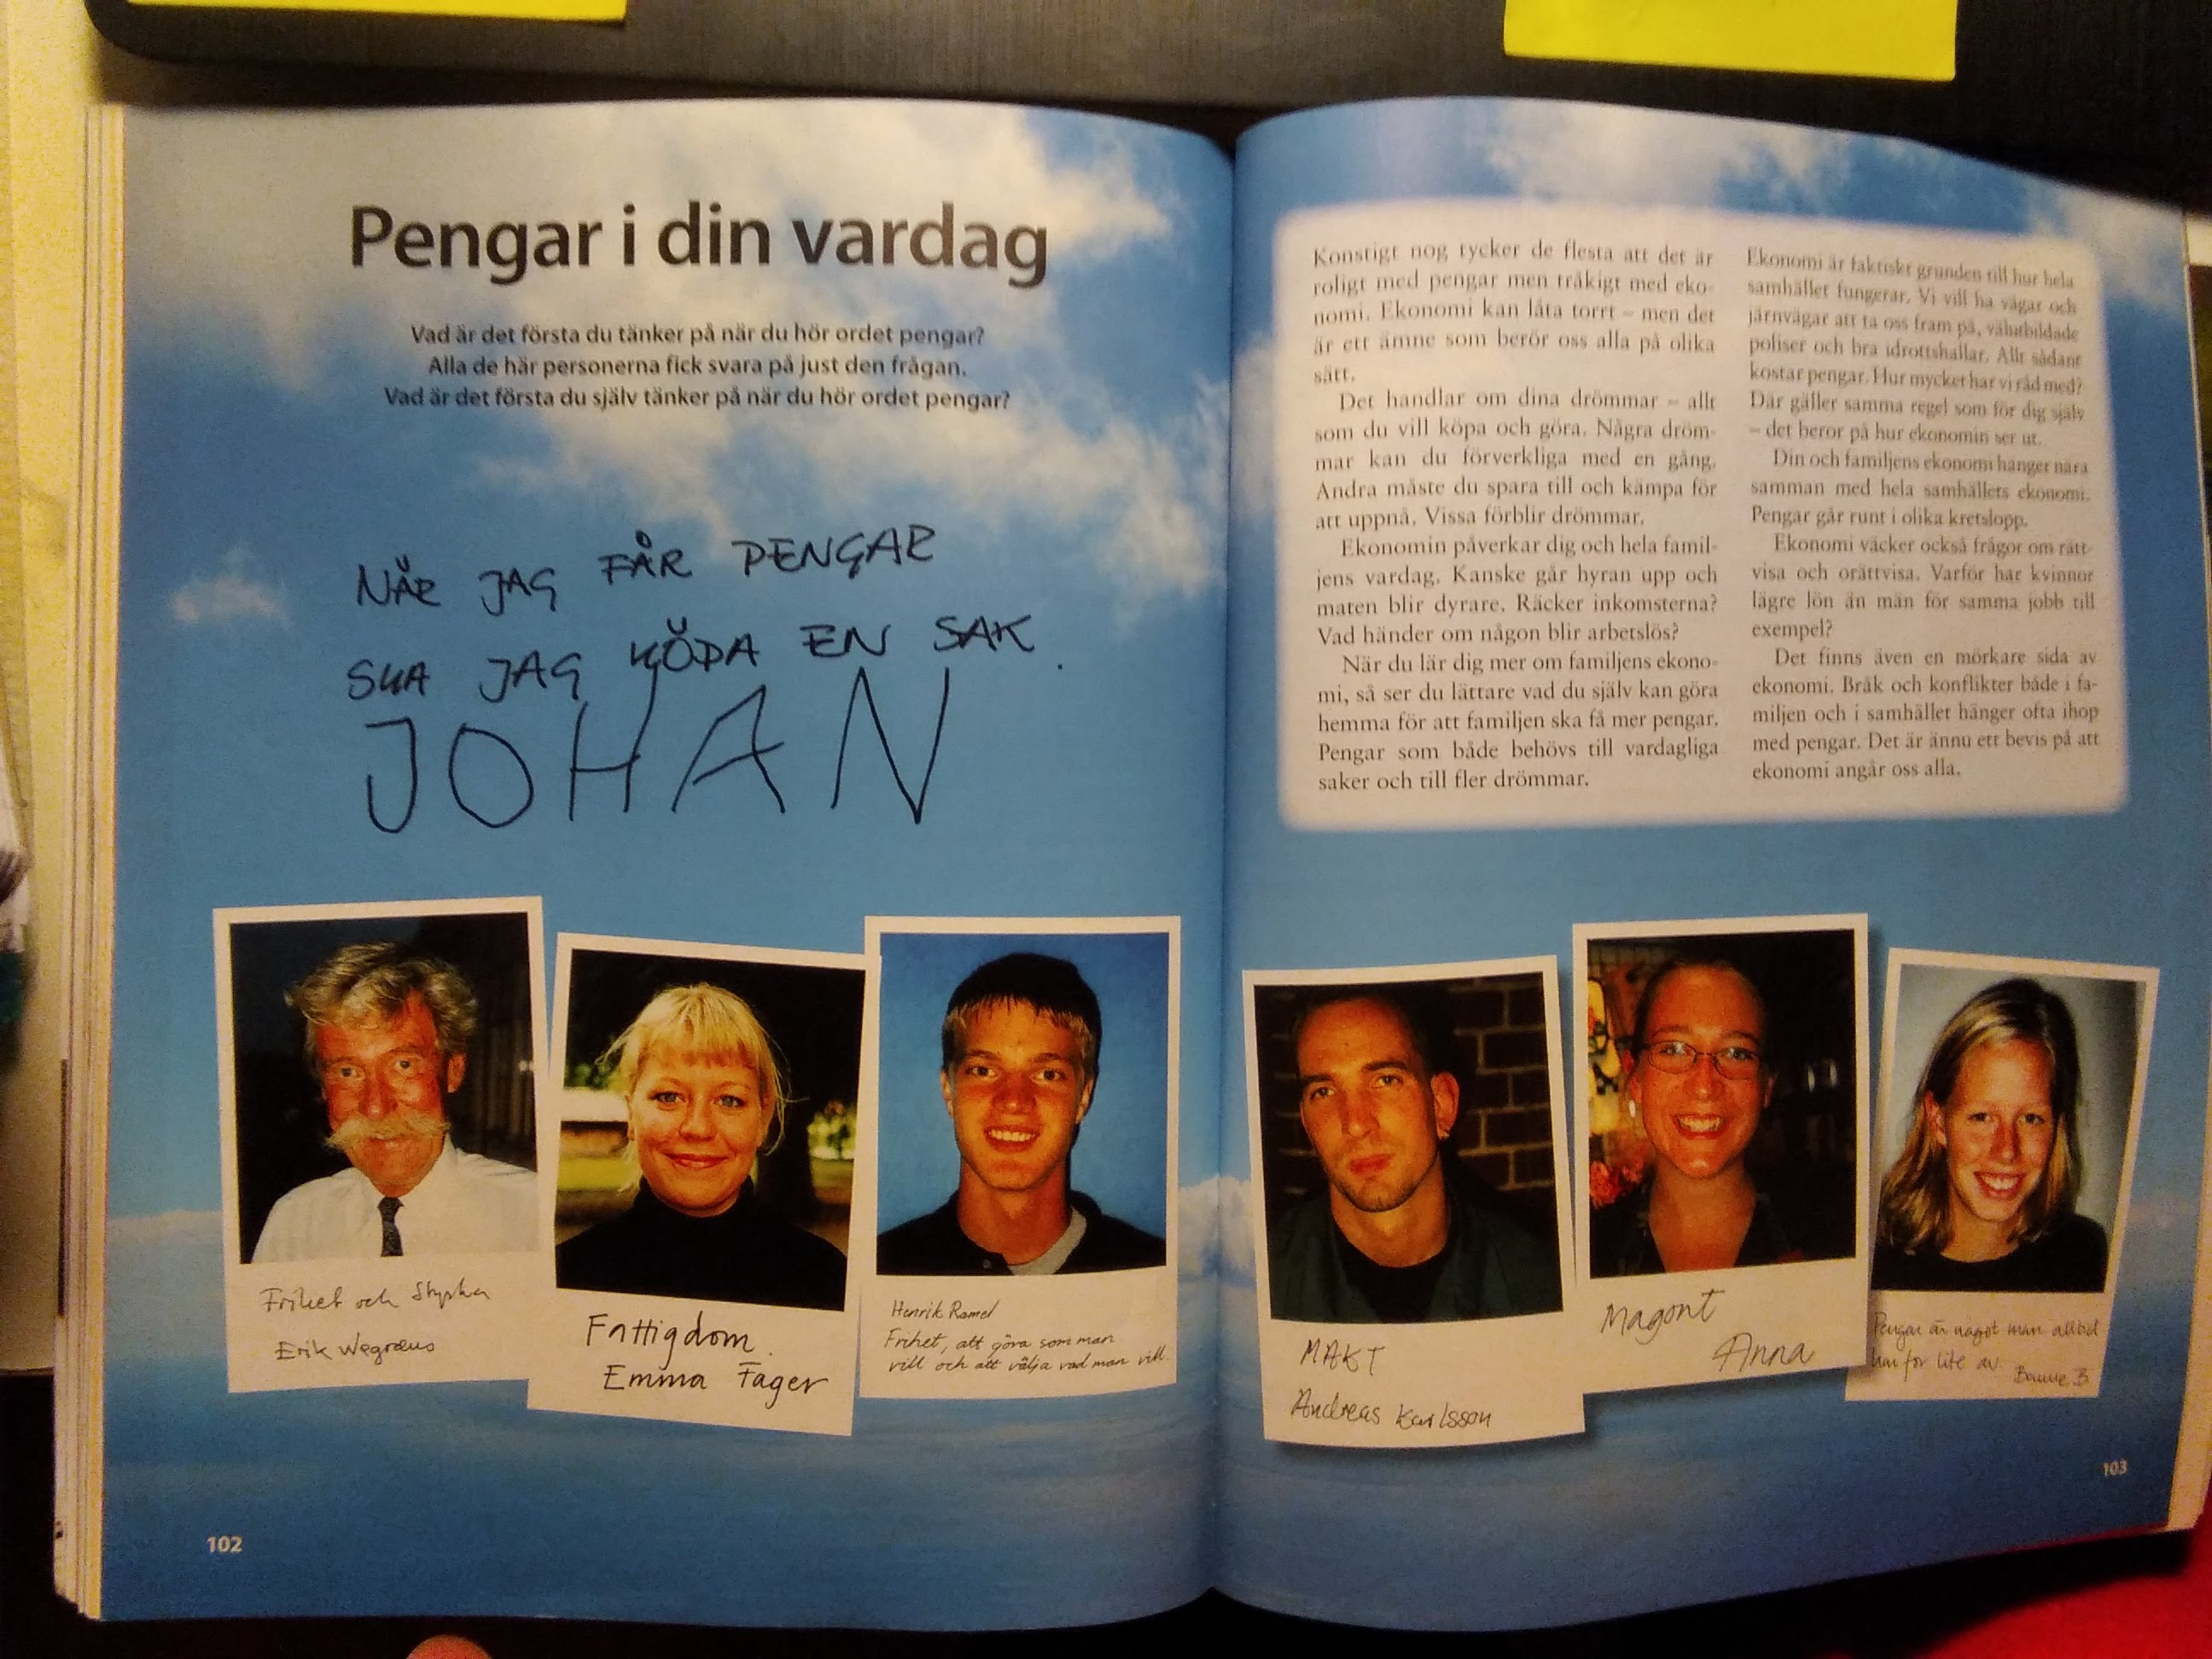 Pengar i din vardag
Vad är det första du tänker på när du hör ordet pengar?
Alla de här personerna fick svara på just den frågan.
Vad är det första du själv tänker på när du hör ordet pengar?
NÄR JAG FÅR PENGAR
SKA JAG KÖPA EN SAK.
JOHAN
Frihet och Styrka
Erik Wegraeus
Fattigdom.
Emma Fager
Henrik Ramel
Frihet, att göra som man
vill och att välja vad man vill.
102
Konstigt nog tycker de flesta att det är
roligt med pengar men tråkigt med eko-
nomi. Ekonomi kan låta torrt – men det
är ett ämne som berör oss alla på olika
sätt.
Det handlar om dina drömmar – allt
som du vill köpa och göra. Några dröm-
mar kan du förverkliga med en gång.
Andra måste du spara till och kämpa för
att uppnå. Vissa förblir drömmar.
Ekonomin påverkar dig och hela famil-
jens vardag. Kanske går hyran upp och
maten blir dyrare. Räcker inkomsterna?
Vad händer om någon blir arbetslös?
När du lär dig mer om familjens ekono-
mi, så ser du lättare vad du själv kan göra
hemma för att familjen ska få mer pengar.
Pengar som både behövs till vardagliga
saker och till fler drömmar.
Ekonomi är faktiskt grunden till hur hela
samhället fungerar. Vi vill ha vägar och
järnvägar att ta oss fram på, välutbildade
poliser och bra idrottshallar. Allt sådant
kostar pengar. Hur mycket har vi råd med?
Där gäller samma regel som för dig själv
– det beror på hur ekonomin ser ut.
Din och familjens ekonomi hänger nära
samman med hela samhällets ekonomi.
Pengar går runt i olika kretslopp.
Ekonomi väcker också frågor om rätt-
visa och orättvisa. Varför har kvinnor
lägre lön än män för samma jobb till
exempel?
Det finns även en mörkare sida av
ekonomi. Bråk och konflikter både i fa-
miljen och i samhället hänger ofta ihop
med pengar. Det är ännu ett bevis på att
ekonomi angår oss alla.
MAKT
Andreas Karlsson
Magont
Anna
Pengar är något man alltid
har för lite av
B.
103